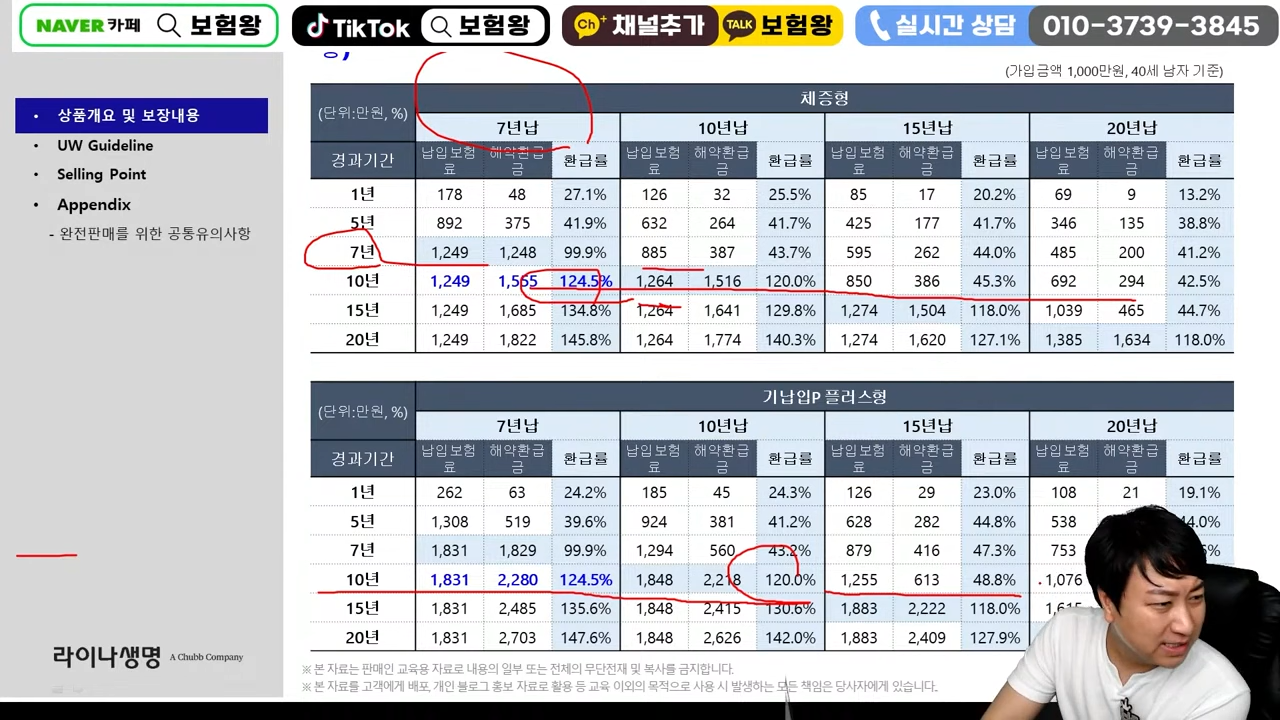 NAVER 카페 보험왕 TikTok 보험왕 Ch+ 채널추가 TALK 보험왕 실시간 상담 010-3739-3845
(가입금액 1,000만원, 40세 남자 기준)
• 상품개요 및 보장내용
• UW Guideline
• Selling Point
• Appendix
- 완전판매를 위한 공통유의사항
(단위:만원, %) 체증형
7년납 10년납 15년납 20년납
경과기간 납입보험료 해약환급금 환급률 납입보험료 해약환급금 환급률 납입보험료 해약환급금 환급률 납입보험료 해약환급금 환급률
1년 178 48 27.1% 126 32 25.5% 85 17 20.2% 69 9 13.2%
5년 892 375 41.9% 632 264 41.7% 425 177 41.7% 346 135 38.8%
7년 1,249 1,248 99.9% 885 387 43.7% 595 262 44.0% 485 200 41.2%
10년 1,249 1,555 124.5% 1,264 1,516 120.0% 850 386 45.3% 692 294 42.5%
15년 1,249 1,685 134.8% 1,264 1,641 129.8% 1,274 1,504 118.0% 1,039 465 44.7%
20년 1,249 1,822 145.8% 1,264 1,774 140.3% 1,274 1,620 127.1% 1,385 1,634 118.0%
(단위:만원, %) 기납입P 플러스형
7년납 10년납 15년납 20년납
경과기간 납입보험료 해약환급금 환급률 납입보험료 해약환급금 환급률 납입보험료 해약환급금 환급률 납입보험료 해약환급금 환급률
1년 262 63 24.2% 185 45 24.3% 126 29 23.0% 108 21 19.1%
5년 1,308 519 39.6% 924 381 41.2% 628 282 44.8% 538
7년 1,831 1,829 99.9% 1,294 560 43.2% 879 416 47.3% 753
10년 1,831 2,280 124.5% 1,848 2,218 120.0% 1,255 613 48.8% 1,076
15년 1,831 2,485 135.6% 1,848 2,415 130.6% 1,883 2,222 118.0%
20년 1,831 2,703 147.6% 1,848 2,626 142.0% 1,883 2,409 127.9%
라이나생명 A Chubb Company
※ 본 자료는 판매인 교육용 자료로 내용의 일부 또는 전체의 무단전재 및 복사를 금지합니다.
※ 본 자료를 고객에게 배포, 개인 블로그 홍보 자료로 활용 등 교육 이외의 목적으로 사용 시 발생하는 모든 책임은 당사자에게 있습니다.